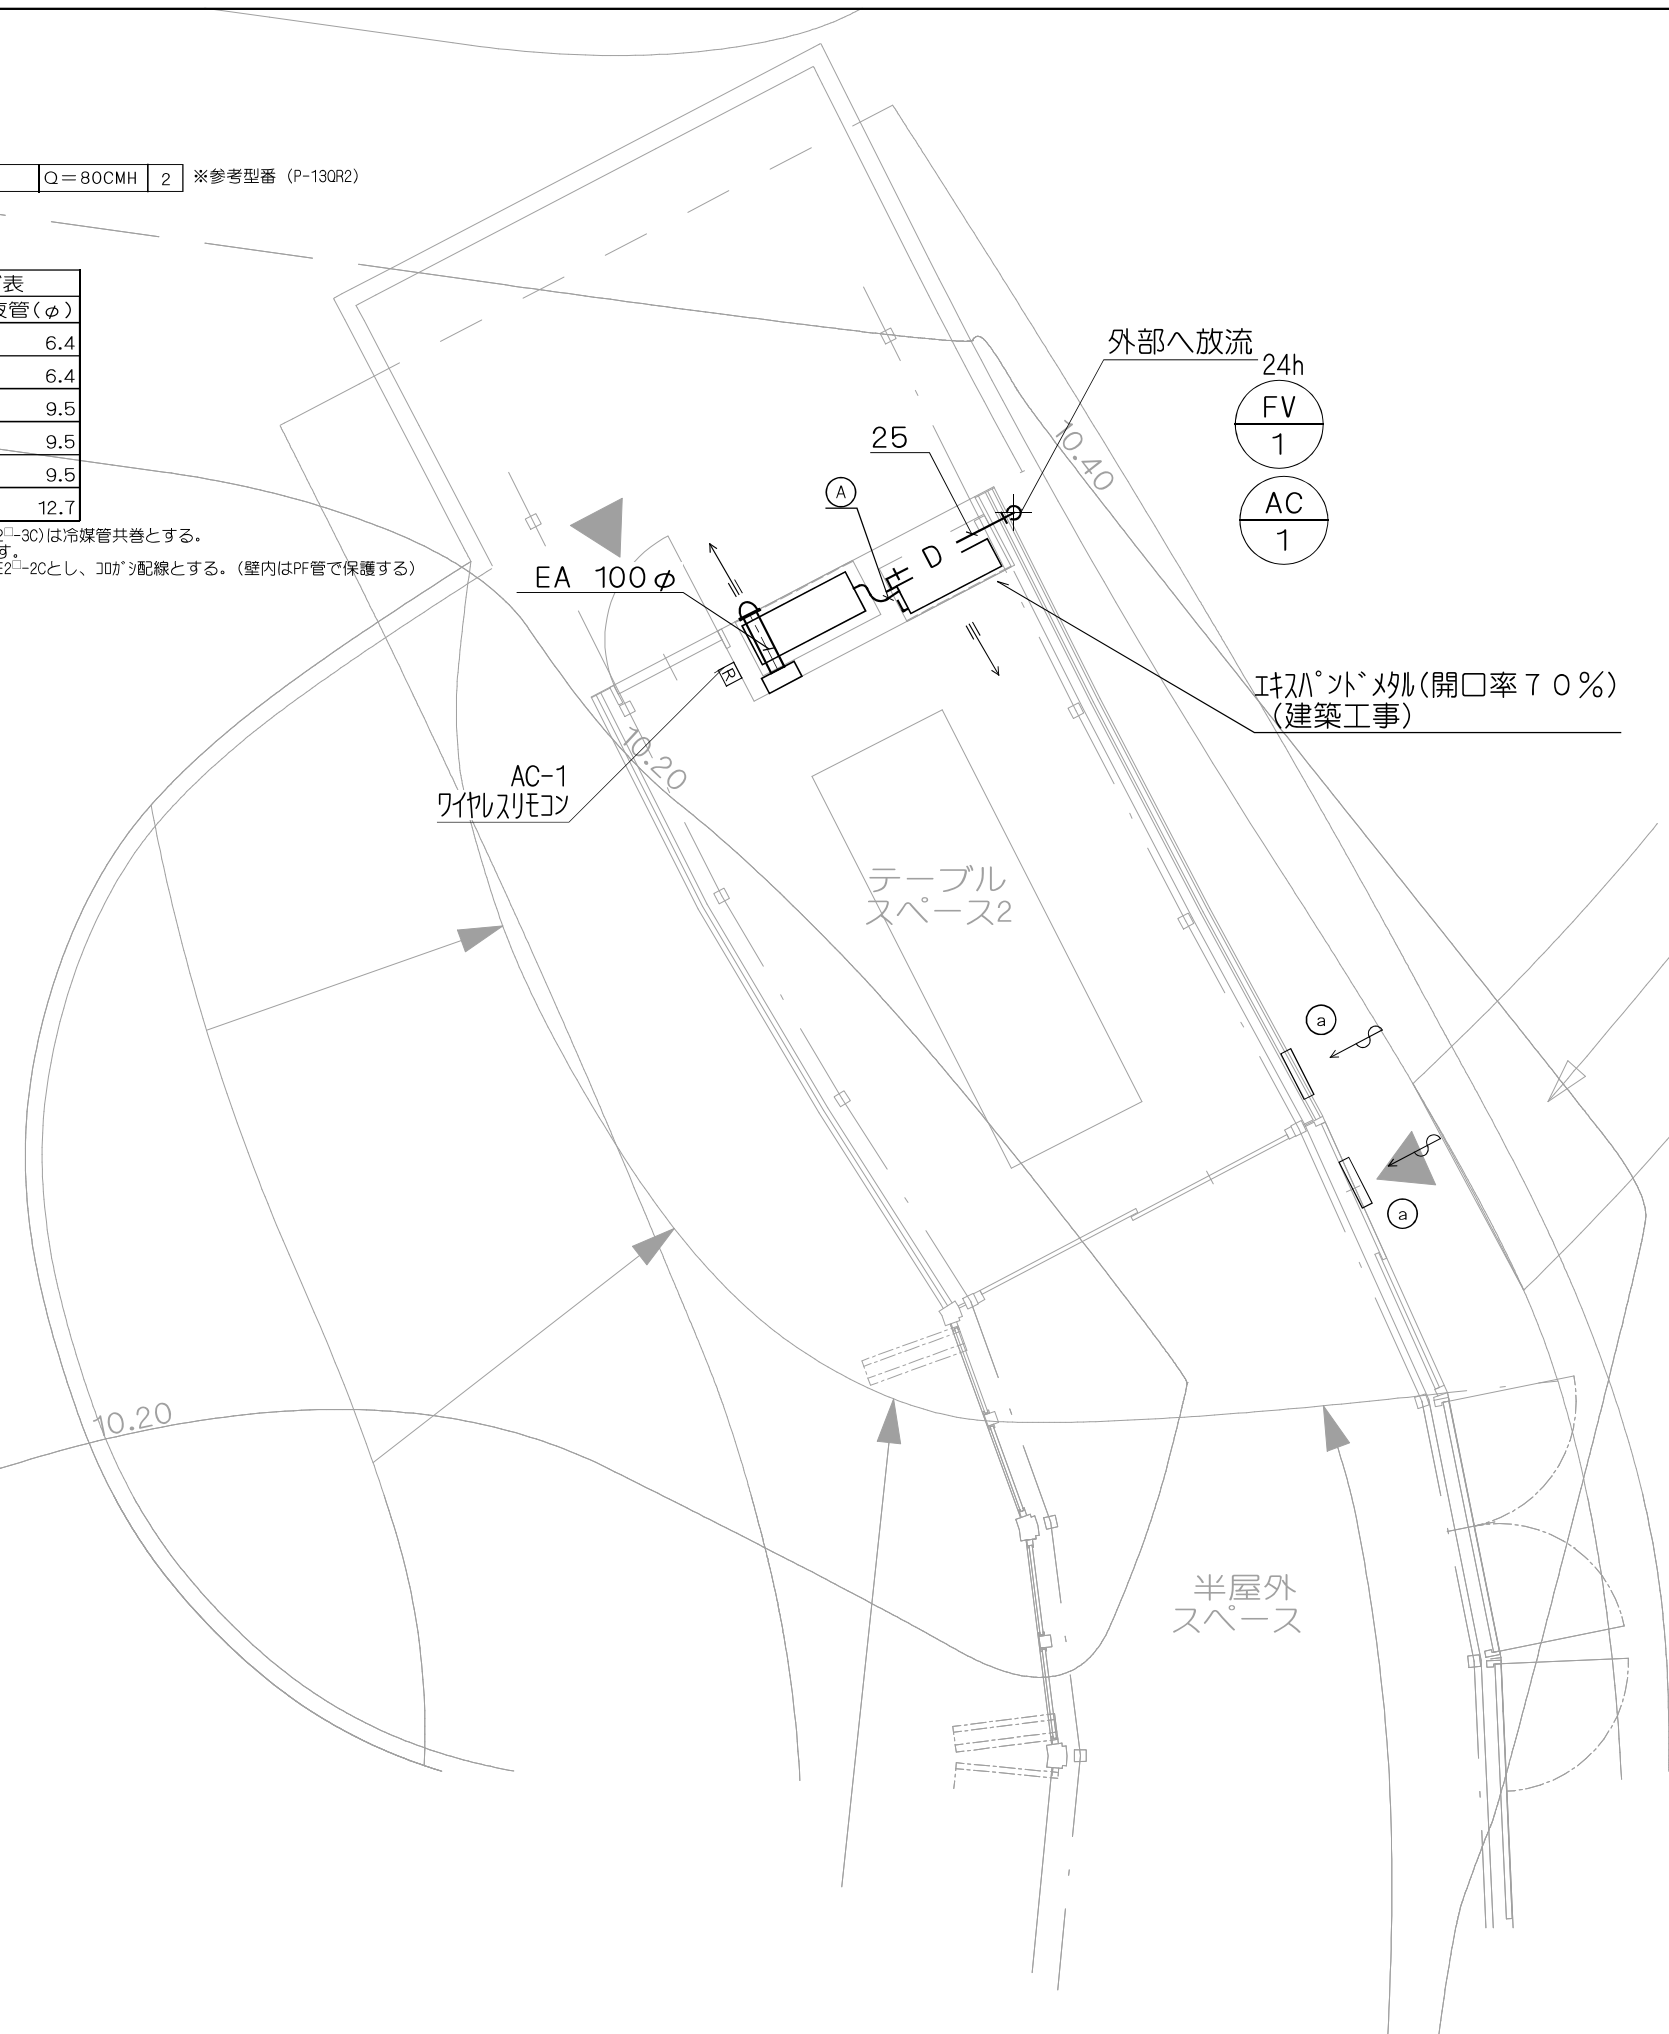 Q=80CMH 2 ※参考型番 (P-13QR2)
表
管(φ)
6.4
6.4
9.5
9.5
9.5
12.7
2□-3C)は冷媒管共巻とする。
す。
E2□-2Cとし、ｺﾛｶﾞｼ配線とする。(壁内はPF管で保護する)
外部へ放流
24h
FV
1
AC
1
10.40
25
A
D
EA 100φ
R
ｴｷｽﾊﾟﾝﾄﾞﾒﾀﾙ(開口率７０％)
(建築工事)
10.20
AC-1
ﾜｲﾔﾚｽﾘﾓｺﾝ
テーブル
スペース2
a
a
10.20
半屋外
スペース